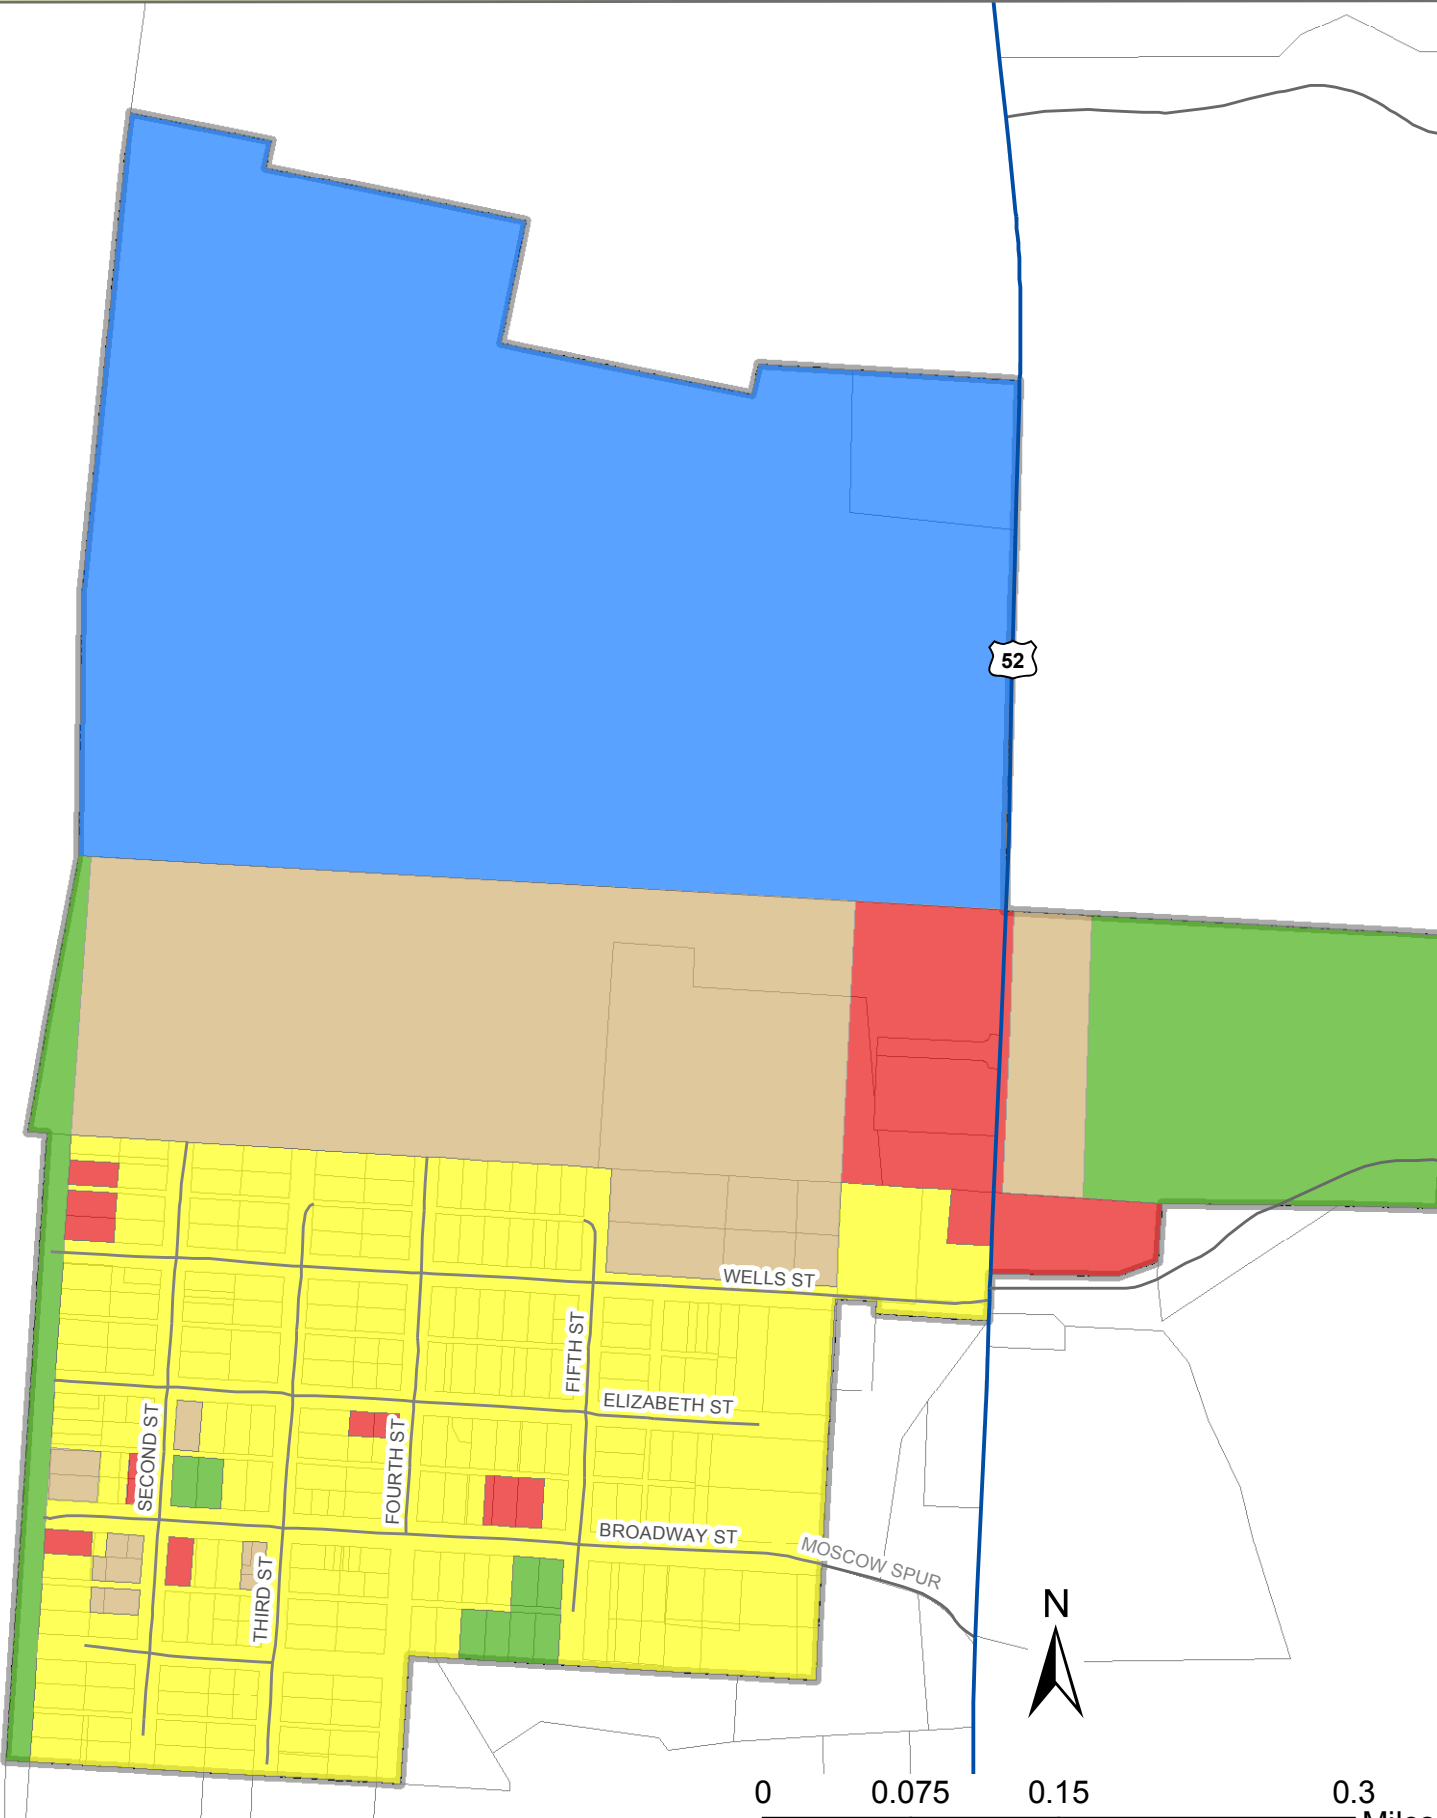 52
WELLS ST
FIFTH ST
ELIZABETH ST
SECOND ST
FOURTH ST
BROADWAY ST
MOSCOW SPUR
THIRD ST
N
0 0.075 0.15 0.3
Miles